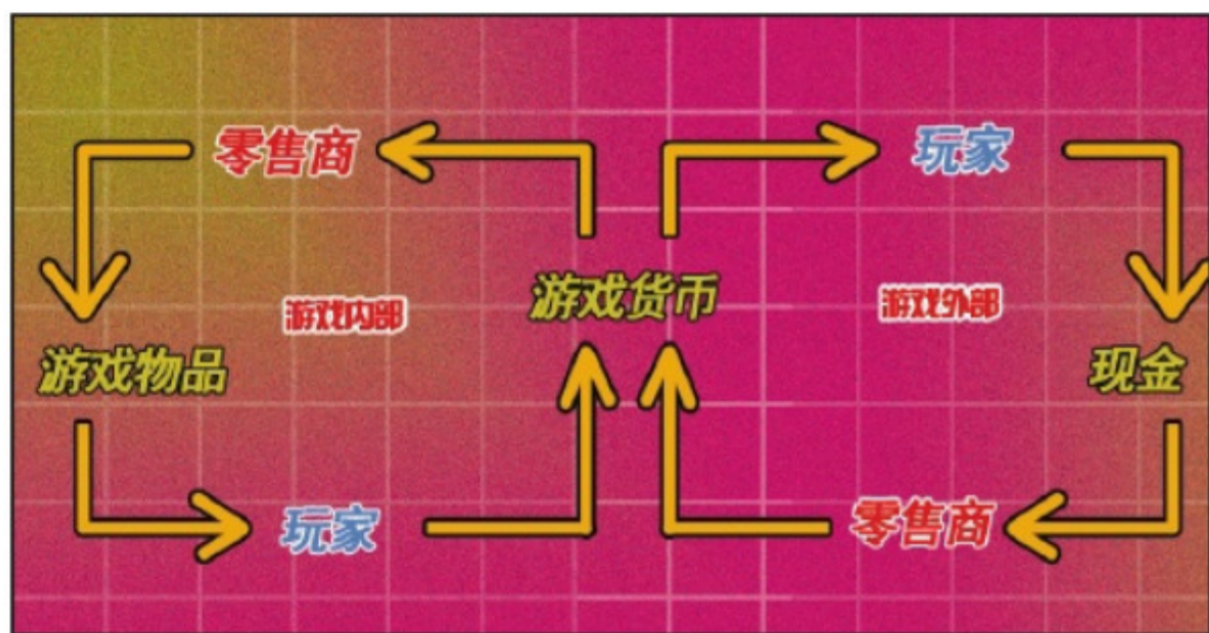 零售商
玩家
游戏货币
游戏内部
游戏外部
游戏物品
现金
玩家
零售商